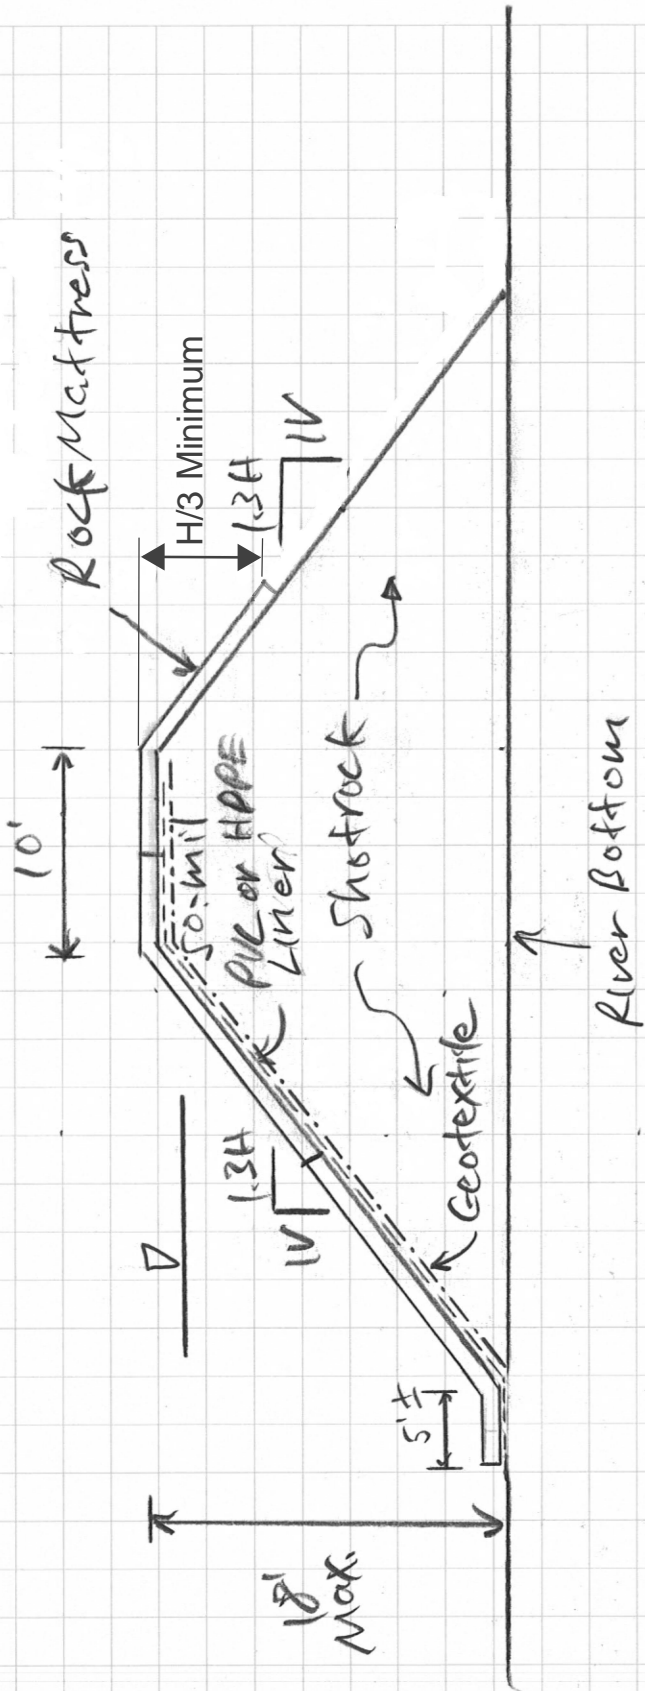 10'
Rock Mattress
H/3 Minimum
1.3H
1V
50-mil
PVC or HDPE
Liner
Shotrock
1.3H
1V
Geotextile
5'±
18'
Max.
River Bottom